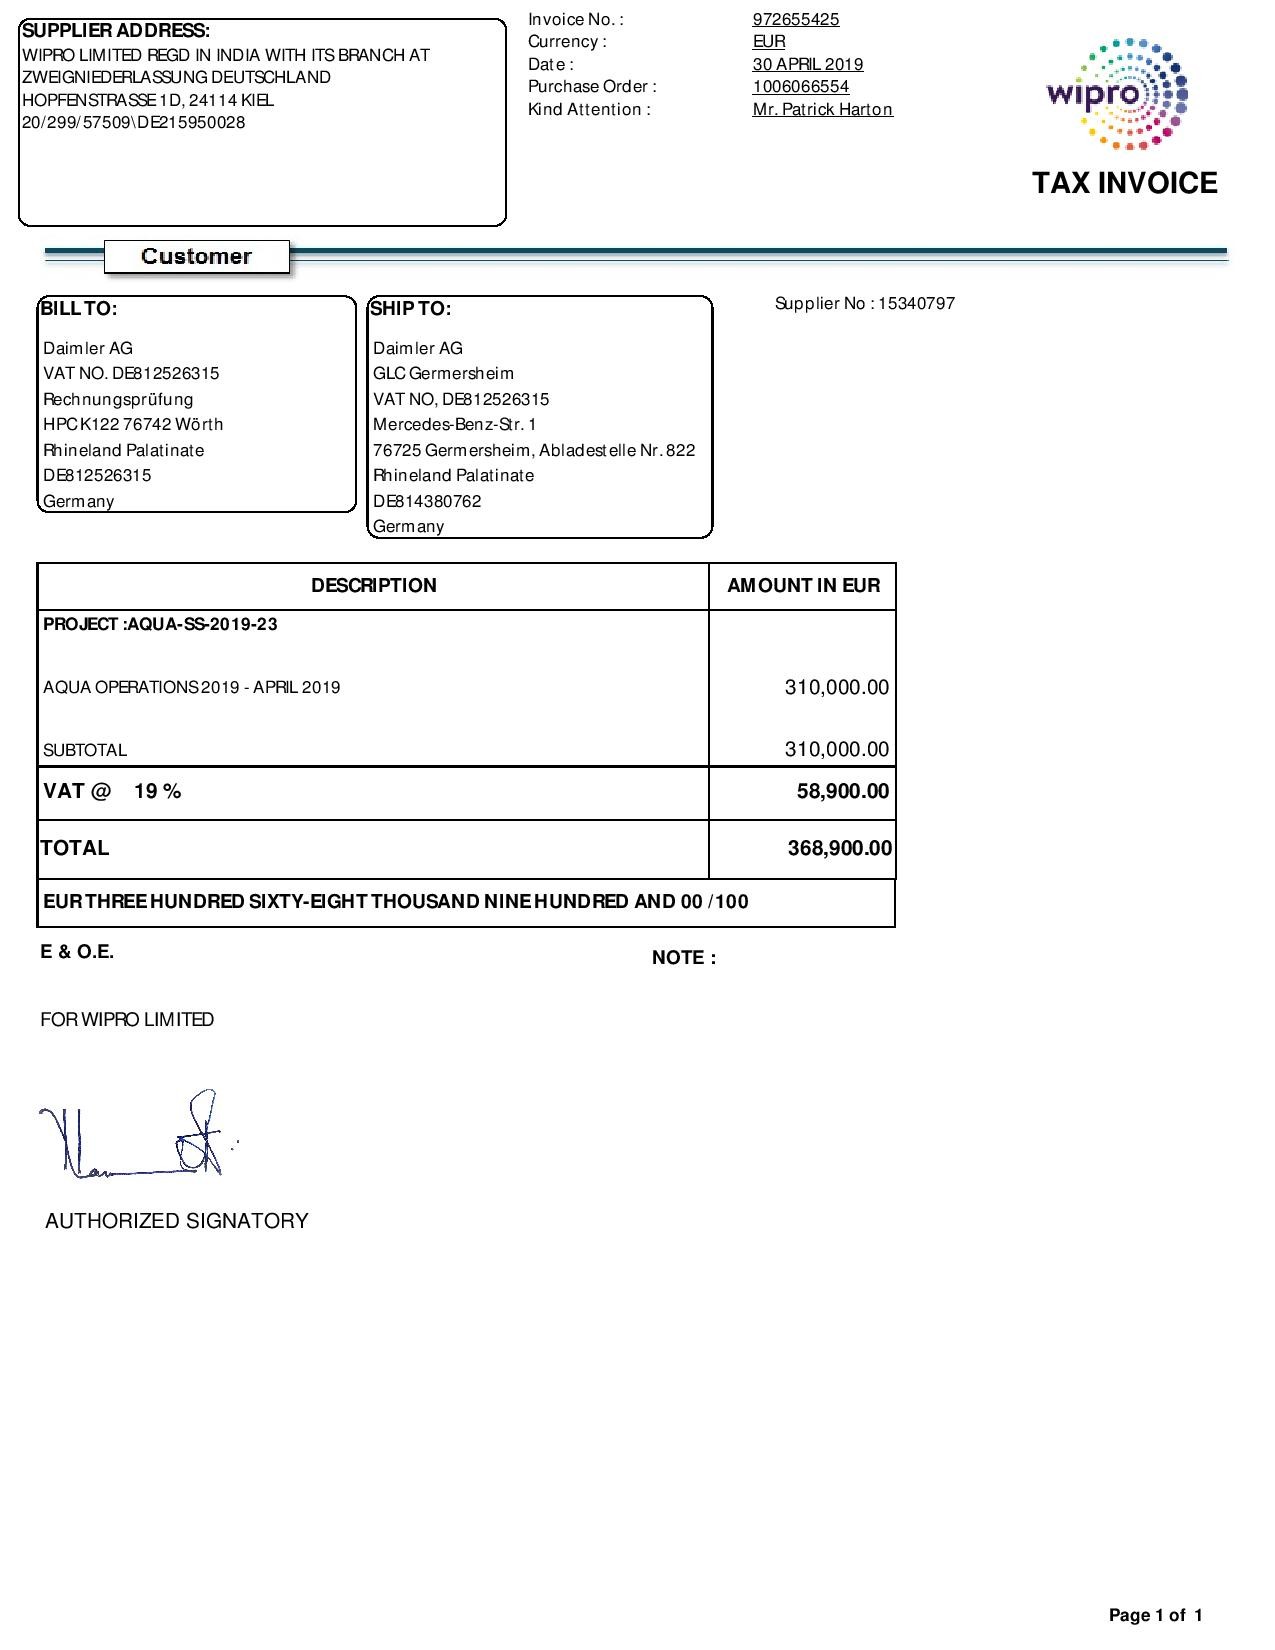 SUPPLIER ADDRESS:
WIPRO LIMITED REGD IN INDIA WITH ITS BRANCH AT
ZWEIGNIEDERLASSUNG DEUTSCHLAND
HOPFENSTRASSE 1D, 24114 KIEL
20/299/57509\DE215950028
Invoice No. : 972655425
Currency : EUR
Date : 30 APRIL 2019
Purchase Order : 1006066554
Kind Attention : Mr. Patrick Harton
wipro
TAX INVOICE
Customer
BILL TO:
Daimler AG
VAT NO. DE812526315
Rechnungsprüfung
HPC K122 76742 Wörth
Rhineland Palatinate
DE812526315
Germany
SHIP TO:
Daimler AG
GLC Germersheim
VAT NO, DE812526315
Mercedes-Benz-Str. 1
76725 Germersheim, Abladestelle Nr. 822
Rhineland Palatinate
DE814380762
Germany
Supplier No : 15340797
DESCRIPTION AMOUNT IN EUR
PROJECT :AQUA-SS-2019-23
AQUA OPERATIONS 2019 - APRIL 2019 310,000.00
SUBTOTAL 310,000.00
VAT @ 19 % 58,900.00
TOTAL 368,900.00
EUR THREE HUNDRED SIXTY-EIGHT THOUSAND NINE HUNDRED AND 00 /100
E & O.E.
NOTE :
FOR WIPRO LIMITED
AUTHORIZED SIGNATORY
Page 1 of 1